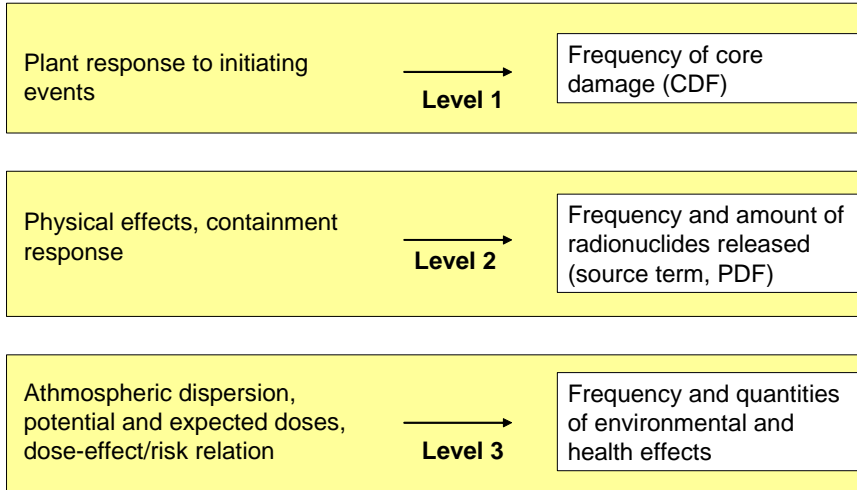 Plant response to initiating
events
Level 1
Frequency of core
damage (CDF)
Physical effects, containment
response
Level 2
Frequency and amount of
radionuclides released
(source term, PDF)
Athmospheric dispersion,
potential and expected doses,
dose-effect/risk relation
Level 3
Frequency and quantities
of environmental and
health effects